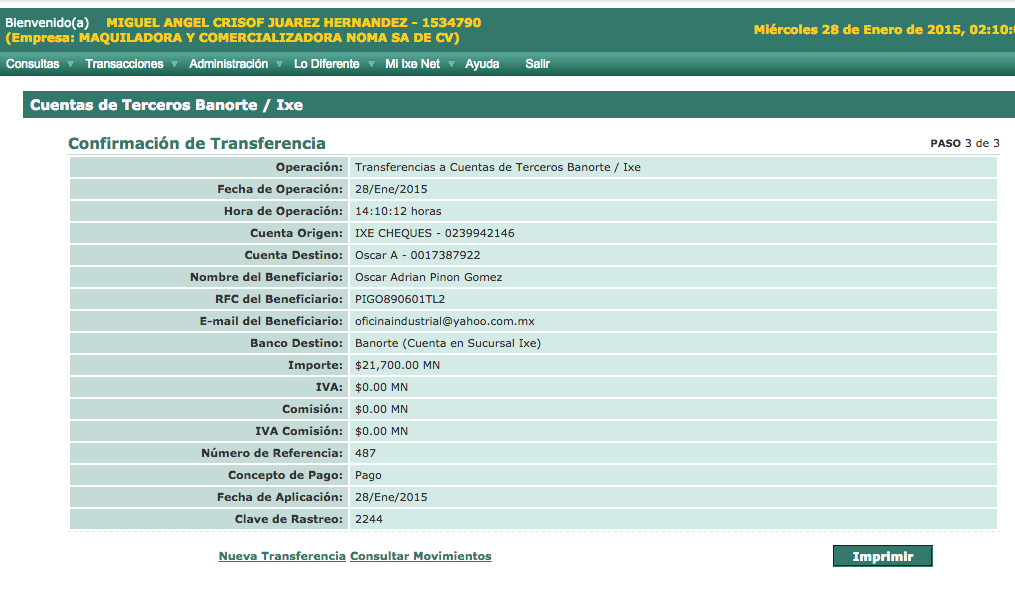 Bienvenido(a) MIGUEL ANGEL CRISOF JUAREZ HERNANDEZ - 1534790
(Empresa: MAQUILADORA Y COMERCIALIZADORA NOMA SA DE CV)
Miércoles 28 de Enero de 2015, 02:10:
Consultas Transacciones Administración Lo Diferente Mi Ixe Net Ayuda Salir
Cuentas de Terceros Banorte / Ixe
Confirmación de Transferencia PASO 3 de 3
Operación: Transferencias a Cuentas de Terceros Banorte / Ixe
Fecha de Operación: 28/Ene/2015
Hora de Operación: 14:10:12 horas
Cuenta Origen: IXE CHEQUES - 0239942146
Cuenta Destino: Oscar A - 0017387922
Nombre del Beneficiario: Oscar Adrian Pinon Gomez
RFC del Beneficiario: PIGO890601TL2
E-mail del Beneficiario: oficinaindustrial@yahoo.com.mx
Banco Destino: Banorte (Cuenta en Sucursal Ixe)
Importe: $21,700.00 MN
IVA: $0.00 MN
Comisión: $0.00 MN
IVA Comisión: $0.00 MN
Número de Referencia: 487
Concepto de Pago: Pago
Fecha de Aplicación: 28/Ene/2015
Clave de Rastreo: 2244
Nueva Transferencia Consultar Movimientos Imprimir